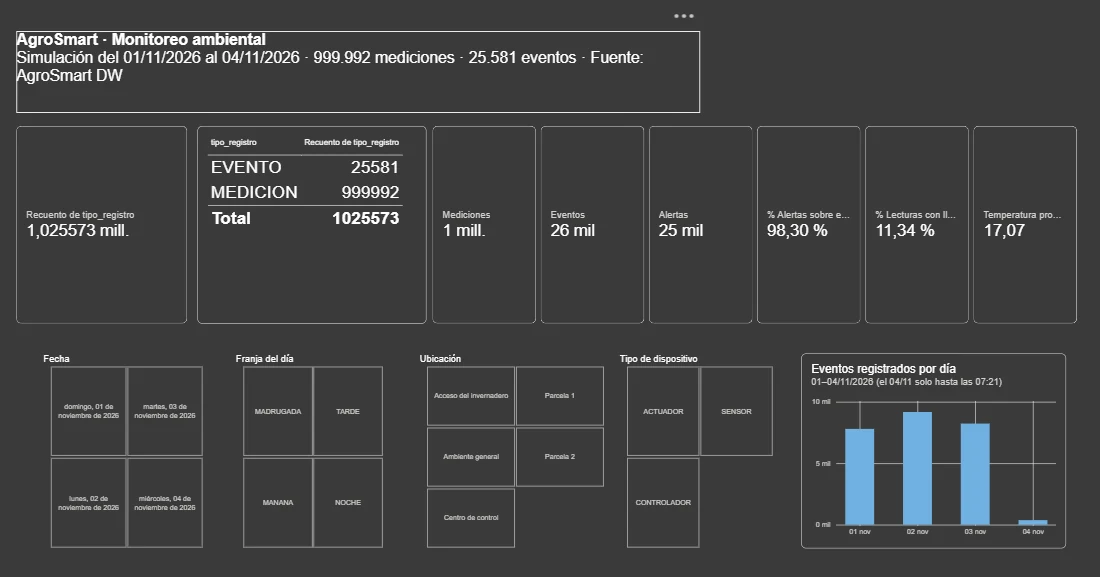 AgroSmart · Monitoreo ambiental
Simulación del 01/11/2026 al 04/11/2026 · 999.992 mediciones · 25.581 eventos · Fuente:
AgroSmart DW
Recuento de tipo_registro
1,025573 mill.
tipo_registro Recuento de tipo_registro
EVENTO 25581
MEDICION 999992
Total 1025573
Mediciones
1 mill.
Eventos
26 mil
Alertas
25 mil
% Alertas sobre e...
98,30 %
% Lecturas con ll...
11,34 %
Temperatura pro...
17,07
Fecha
domingo, 01 de
noviembre de 2026
martes, 03 de
noviembre de 2026
lunes, 02 de
noviembre de 2026
miércoles, 04 de
noviembre de 2026
Franja del día
MADRUGADA
TARDE
MANANA
NOCHE
Ubicación
Acceso del invernadero
Parcela 1
Ambiente general
Parcela 2
Centro de control
Tipo de dispositivo
ACTUADOR
SENSOR
CONTROLADOR
Eventos registrados por día
01–04/11/2026 (el 04/11 solo hasta las 07:21)
10 mil
5 mil
0 mil
01 nov 02 nov 03 nov 04 nov